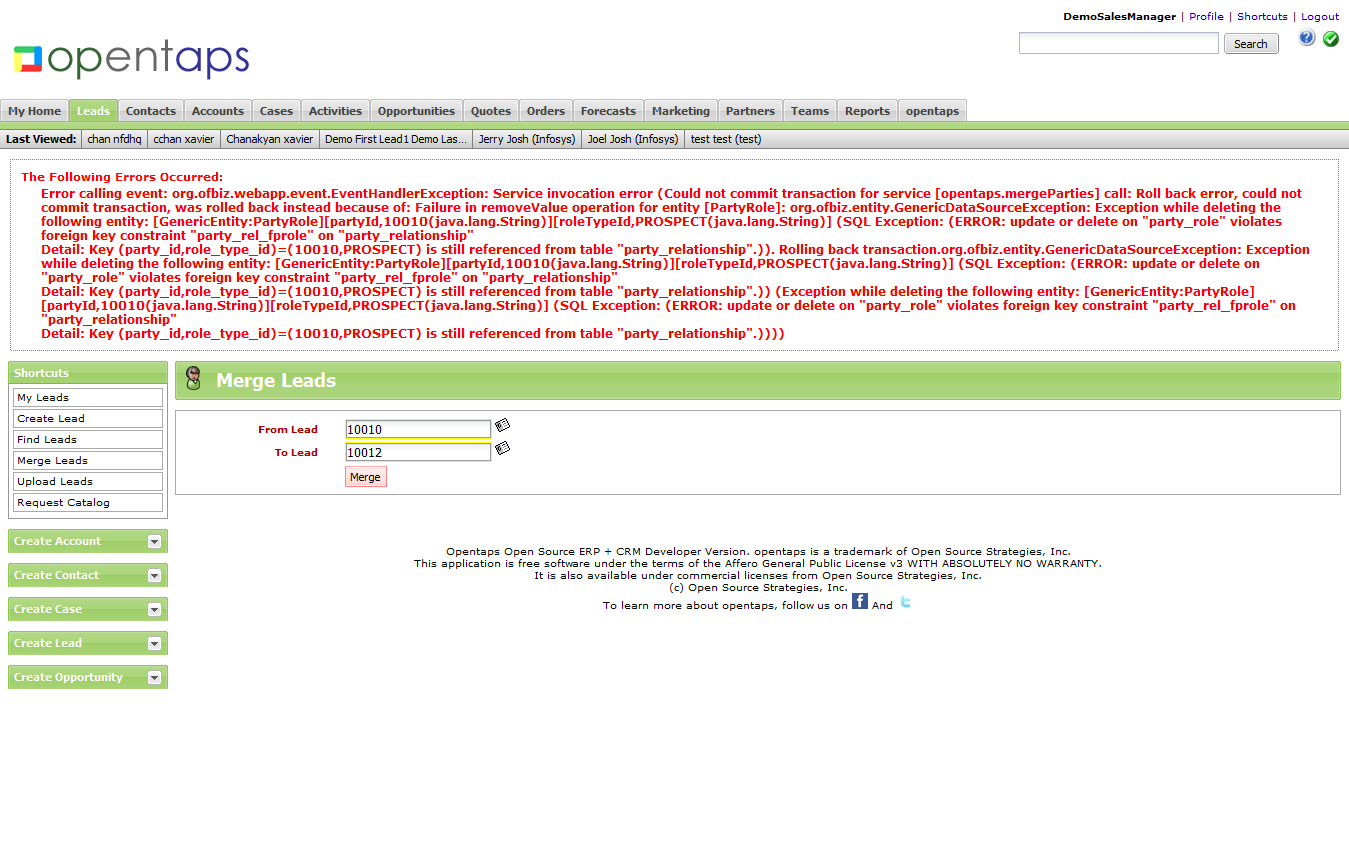 DemoSalesManager | Profile | Shortcuts | Logout
opentaps
Search
My Home Leads Contacts Accounts Cases Activities Opportunities Quotes Orders Forecasts Marketing Partners Teams Reports opentaps
Last Viewed: chan nfdhq cchan xavier Chanakyan xavier Demo First Lead1 Demo Las... Jerry Josh (Infosys) Joel Josh (Infosys) test test (test)
The Following Errors Occurred:
Error calling event: org.ofbiz.webapp.event.EventHandlerException: Service invocation error (Could not commit transaction for service [opentaps.mergeParties] call: Roll back error, could not
commit transaction, was rolled back instead because of: Failure in removeValue operation for entity [PartyRole]: org.ofbiz.entity.GenericDataSourceException: Exception while deleting the
following entity: [GenericEntity:PartyRole][partyId,10010(java.lang.String)][roleTypeId,PROSPECT(java.lang.String)] (SQL Exception: (ERROR: update or delete on "party_role" violates
foreign key constraint "party_rel_fprole" on "party_relationship"
Detail: Key (party_id,role_type_id)=(10010,PROSPECT) is still referenced from table "party_relationship".)). Rolling back transaction.org.ofbiz.entity.GenericDataSourceException: Exception
while deleting the following entity: [GenericEntity:PartyRole][partyId,10010(java.lang.String)][roleTypeId,PROSPECT(java.lang.String)] (SQL Exception: (ERROR: update or delete on
"party_role" violates foreign key constraint "party_rel_fprole" on "party_relationship"
Detail: Key (party_id,role_type_id)=(10010,PROSPECT) is still referenced from table "party_relationship".)) (Exception while deleting the following entity: [GenericEntity:PartyRole]
[partyId,10010(java.lang.String)][roleTypeId,PROSPECT(java.lang.String)] (SQL Exception: (ERROR: update or delete on "party_role" violates foreign key constraint "party_rel_fprole" on
"party_relationship"
Detail: Key (party_id,role_type_id)=(10010,PROSPECT) is still referenced from table "party_relationship".))))
Shortcuts
My Leads
Create Lead
Find Leads
Merge Leads
Upload Leads
Request Catalog
Create Account
Create Contact
Create Case
Create Lead
Create Opportunity
Merge Leads
From Lead 10010
To Lead 10012
Merge
Opentaps Open Source ERP + CRM Developer Version. opentaps is a trademark of Open Source Strategies, Inc.
This application is free software under the terms of the Affero General Public License v3 WITH ABSOLUTELY NO WARRANTY.
It is also available under commercial licenses from Open Source Strategies, Inc.
(c) Open Source Strategies, Inc.
To learn more about opentaps, follow us on f And t